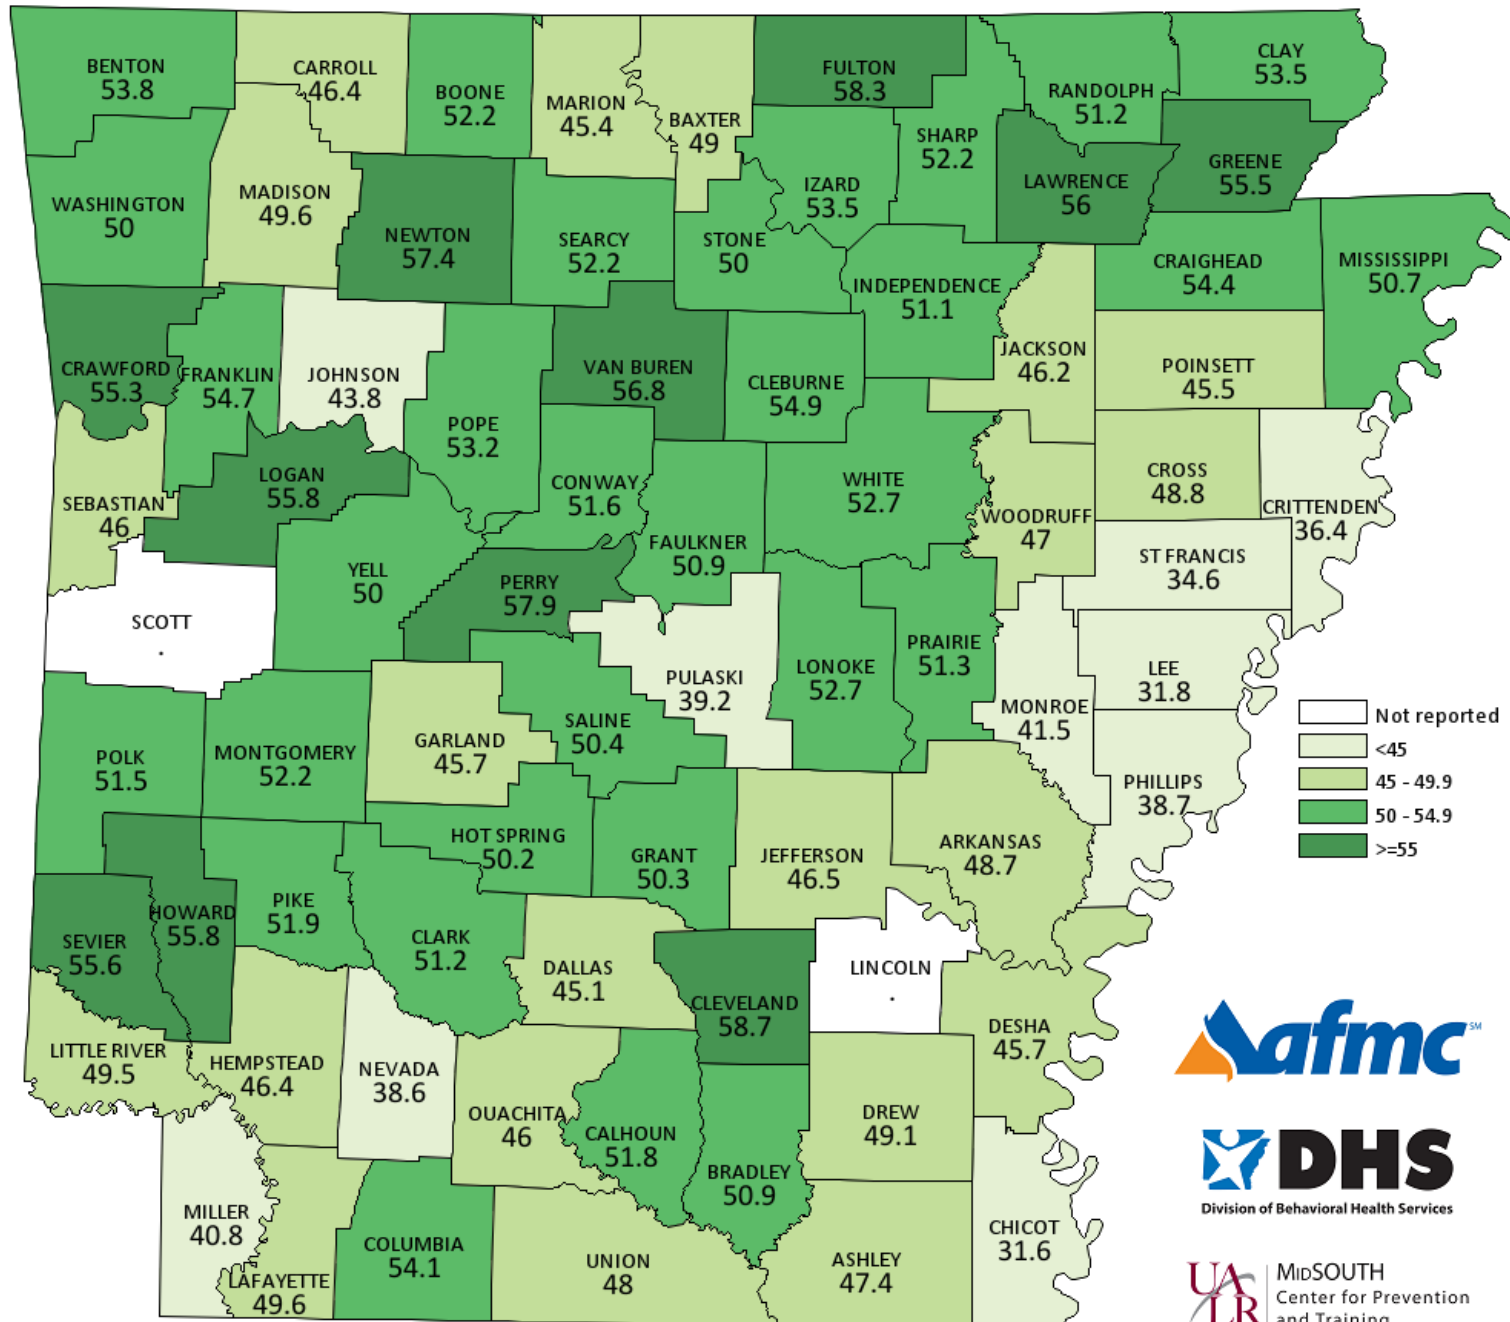 BENTON
53.8
CARROLL
46.4
BOONE
52.2
MARION
45.4
BAXTER
49
FULTON
58.3
RANDOLPH
51.2
CLAY
53.5
SHARP
52.2
IZARD
53.5
LAWRENCE
56
GREENE
55.5
WASHINGTON
50
MADISON
49.6
NEWTON
57.4
SEARCY
52.2
STONE
50
INDEPENDENCE
51.1
CRAIGHEAD
54.4
MISSISSIPPI
50.7
CRAWFORD
55.3
FRANKLIN
54.7
JOHNSON
43.8
POPE
53.2
VAN BUREN
56.8
CLEBURNE
54.9
JACKSON
46.2
POINSETT
45.5
SEBASTIAN
46
LOGAN
55.8
CONWAY
51.6
FAULKNER
50.9
WHITE
52.7
WOODRUFF
47
CROSS
48.8
CRITTENDEN
36.4
ST FRANCIS
34.6
SCOTT
.
YELL
50
PERRY
57.9
PULASKI
39.2
LONOKE
52.7
PRAIRIE
51.3
MONROE
41.5
LEE
31.8
POLK
51.5
MONTGOMERY
52.2
GARLAND
45.7
SALINE
50.4
PHILLIPS
38.7
Not reported
<45
45 - 49.9
50 - 54.9
>=55
HOT SPRING
50.2
GRANT
50.3
JEFFERSON
46.5
ARKANSAS
48.7
SEVIER
55.6
HOWARD
55.8
PIKE
51.9
CLARK
51.2
DALLAS
45.1
CLEVELAND
58.7
LINCOLN
.
DESHA
45.7
LITTLE RIVER
49.5
HEMPSTEAD
46.4
NEVADA
38.6
OUACHITA
46
CALHOUN
51.8
BRADLEY
50.9
DREW
49.1
MILLER
40.8
LAFAYETTE
49.6
COLUMBIA
54.1
UNION
48
ASHLEY
47.4
CHICOT
31.6
afmc SM
DHS
Division of Behavioral Health Services
UALR
MIDSOUTH
Center for Prevention
and Training